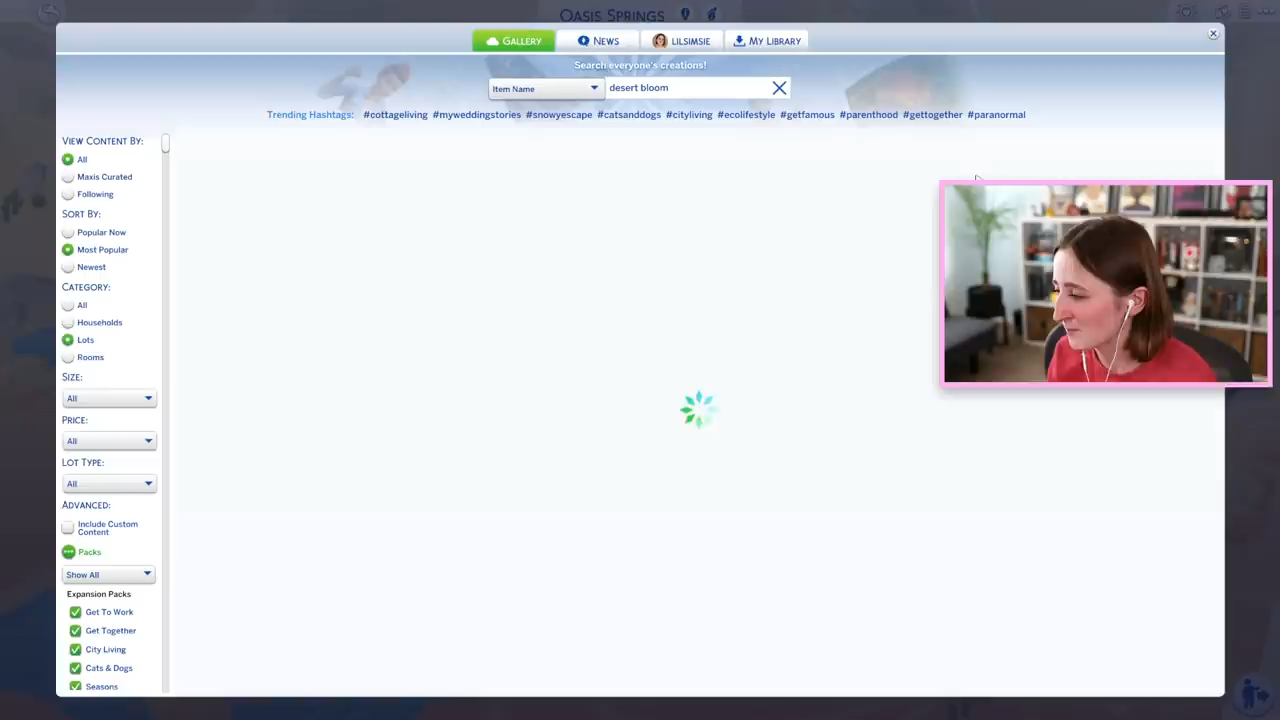 Oasis Springs
Gallery
News
lilsimsie
My Library
Search everyone's creations!
Item Name
desert bloom
Trending Hashtags: #cottageliving #myweddingstories #snowyescape #catsanddogs #cityliving #ecolifestyle #getfamous #parenthood #gettogether #paranormal
View Content By:
All
Maxis Curated
Following
Sort By:
Popular Now
Most Popular
Newest
Category:
All
Households
Lots
Rooms
Size:
All
Price:
All
Lot Type:
All
Advanced:
Include Custom
Content
Packs
Show All
Expansion Packs
Get To Work
Get Together
City Living
Cats & Dogs
Seasons